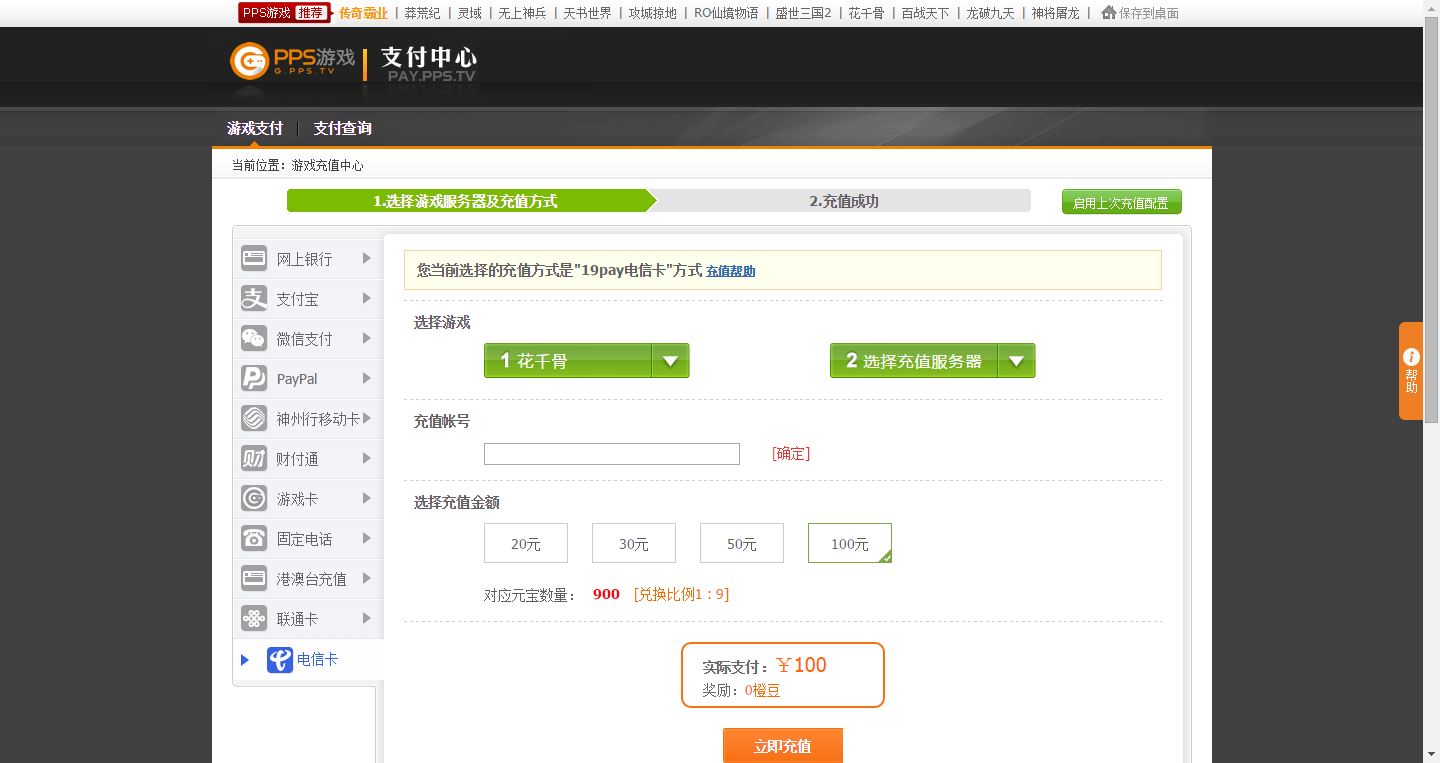 PPS游戏 推荐 传奇霸业 | 莽荒纪 | 灵域 | 无上神兵 | 天书世界 | 攻城掠地 | RO仙境物语 | 盛世三国2 | 花千骨 | 百战天下 | 龙破九天 | 神将屠龙 | 保存到桌面
PPS游戏 支付中心
G.PPS.TV PAY.PPS.TV
游戏支付 | 支付查询
当前位置：游戏充值中心
1.选择游戏服务器及充值方式 2.充值成功 启用上次充值配置
网上银行
支付宝
微信支付
PayPal
神州行移动卡
财付通
游戏卡
固定电话
港澳台充值
联通卡
电信卡
您当前选择的充值方式是"19pay电信卡"方式 充值帮助
选择游戏
1 花千骨 2 选择充值服务器
充值帐号
[确定]
选择充值金额
20元 30元 50元 100元
对应元宝数量： 900 [兑换比例1：9]
实际支付：￥100
奖励：0橙豆
立即充值
帮助